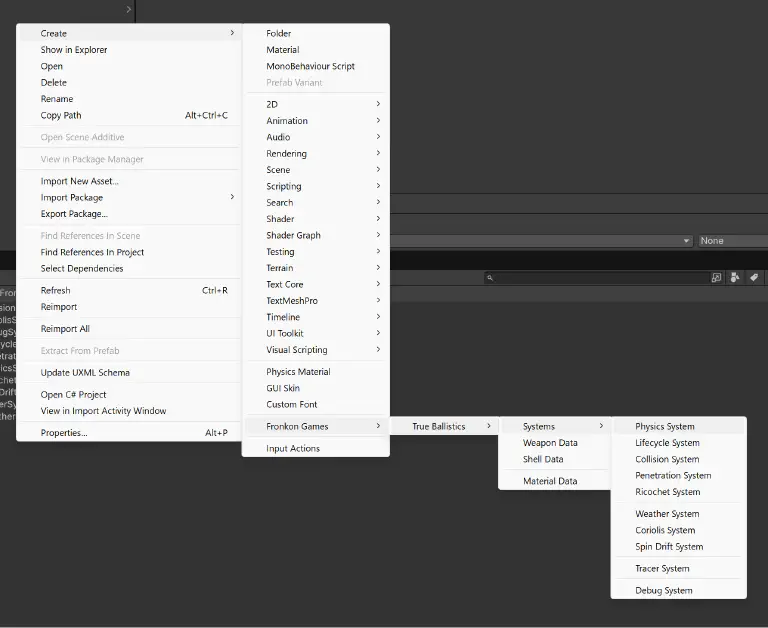 Create
Show in Explorer
Open
Delete
Rename
Copy Path Alt+Ctrl+C
Open Scene Additive
View in Package Manager
Import New Asset...
Import Package
Export Package...
Find References In Scene
Find References In Project
Select Dependencies
Refresh Ctrl+R
Reimport
Reimport All
Extract From Prefab
Update UXML Schema
Open C# Project
View in Import Activity Window
Properties... Alt+P
Folder
Material
MonoBehaviour Script
Prefab Variant
2D
Animation
Audio
Rendering
Scene
Scripting
Search
Shader
Shader Graph
Testing
Terrain
Text Core
TextMeshPro
Timeline
UI Toolkit
Visual Scripting
Physics Material
GUI Skin
Custom Font
Fronkon Games
Input Actions
True Ballistics
Systems
Weapon Data
Shell Data
Material Data
Physics System
Lifecycle System
Collision System
Penetration System
Ricochet System
Weather System
Coriolis System
Spin Drift System
Tracer System
Debug System
None